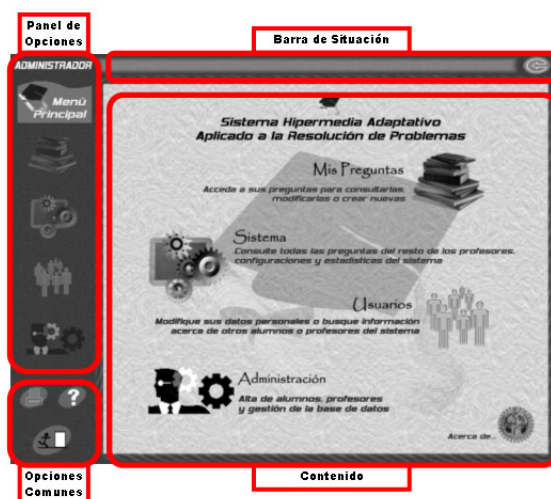 Panel de
Opciones
Barra de Situación
ADMINISTRADOR
Menú
Principal
Sistema Hipermedia Adaptativo
Aplicado a la Resolución de Problemas
Mis Preguntas
Acceda a sus preguntas para consultarlas,
modificarlas o crear nuevas
Sistema
Consulte todas las preguntas del resto de los profesores,
configuraciones y estadísticas del sistema
Usuarios
Modifique sus datos personales o busque información
acerca de otros alumnos o profesores del sistema
Administración
Alta de alumnos, profesores
y gestión de la base de datos
?
Acerca de...
Opciones
Comunes
Contenido